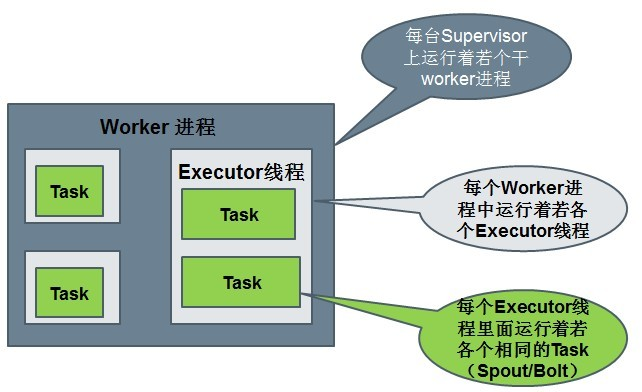 每台Supervisor
上运行着若个干
worker进程
Worker 进程
Task
Executor线程
Task
Task
Task
每个Worker进
程中运行着若各
个Executor线程
每个Executor线
程里面运行着若
各个相同的Task
（Spout/Bolt）